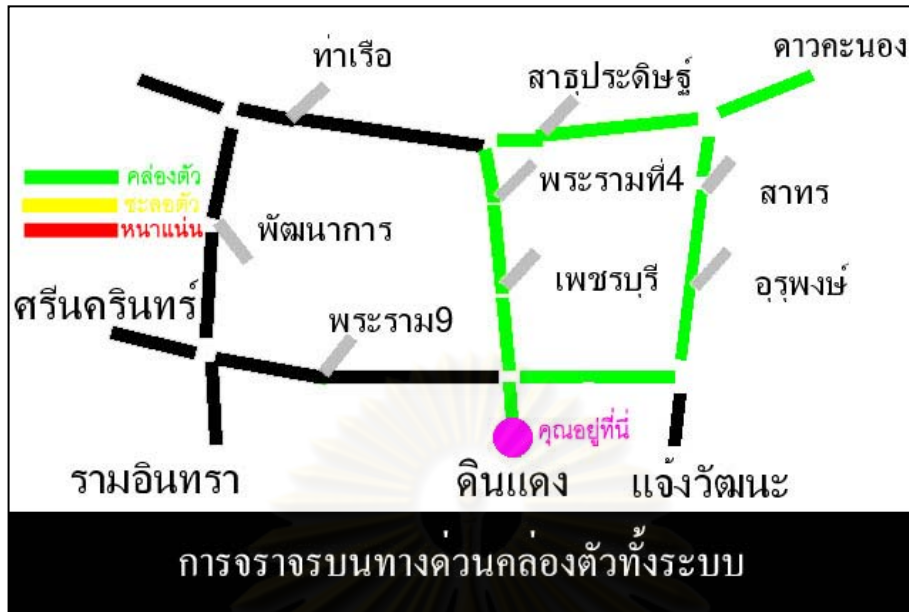 ดาวคะนอง
ท่าเรือ
สาธุประดิษฐ์
คล่องตัว
ชะลอตัว
หนาแน่น
พระรามที่4
สาทร
พัฒนาการ
เพชรบุรี
อุรุพงษ์
ศรีนครินทร์
พระราม9
คุณอยู่ที่นี่
รามอินทรา
ดินแดง
แจ้งวัฒนะ
การจราจรบนทางด่วนคล่องตัวทั้งระบบ